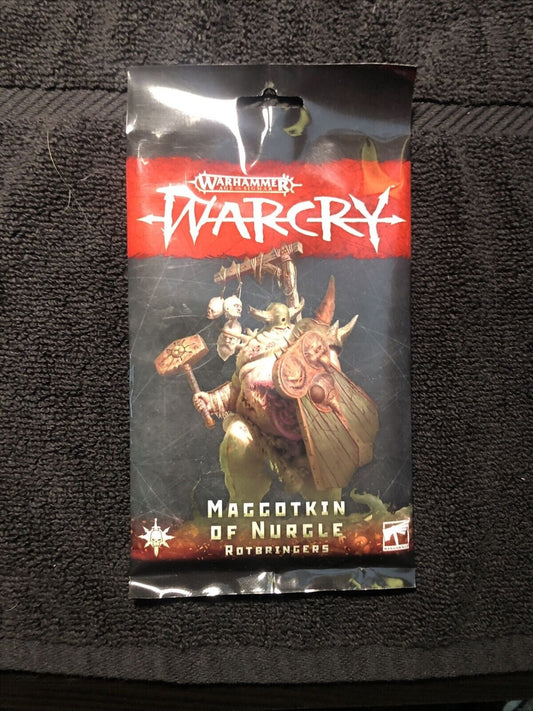 WARHAMMER
AGE OF SIGMAR
WARCRY
MAGGOTKIN
OF NURGLE
ROTBRINGERS